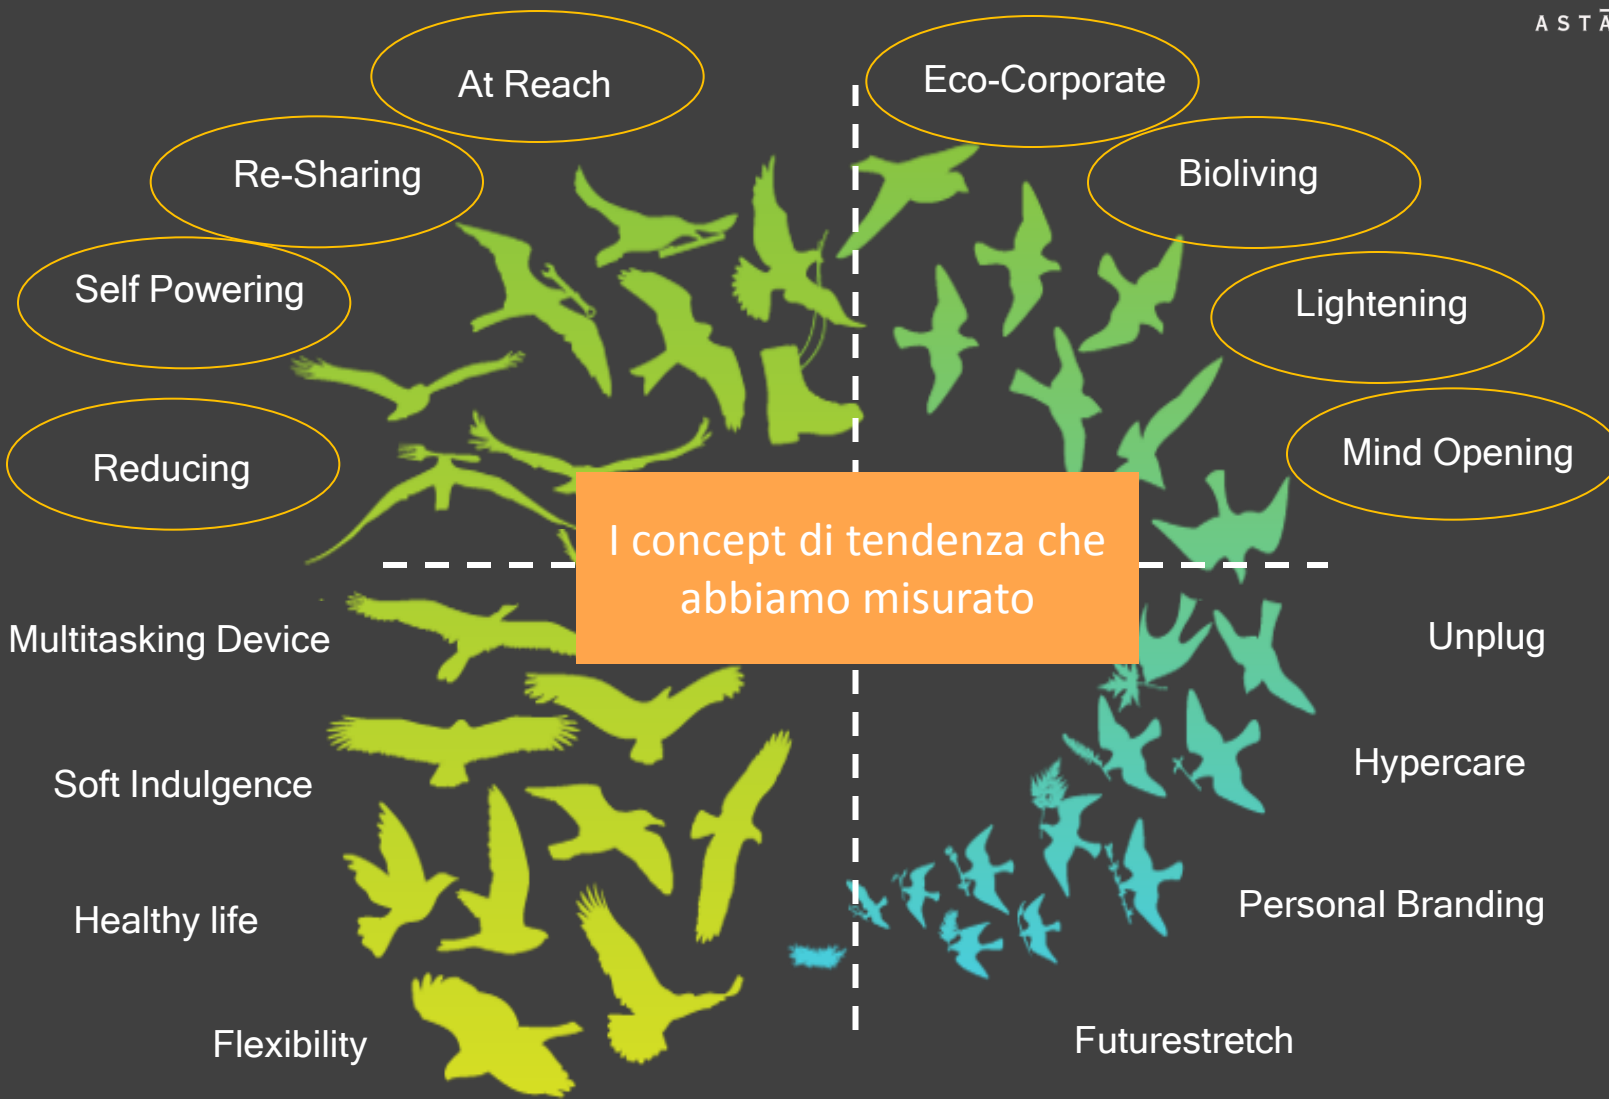 ASTĀ
At Reach
Eco-Corporate
Re-Sharing
Bioliving
Self Powering
Lightening
Reducing
Mind Opening
I concept di tendenza che
abbiamo misurato
Multitasking Device
Unplug
Soft Indulgence
Hypercare
Healthy life
Personal Branding
Flexibility
Futurestretch